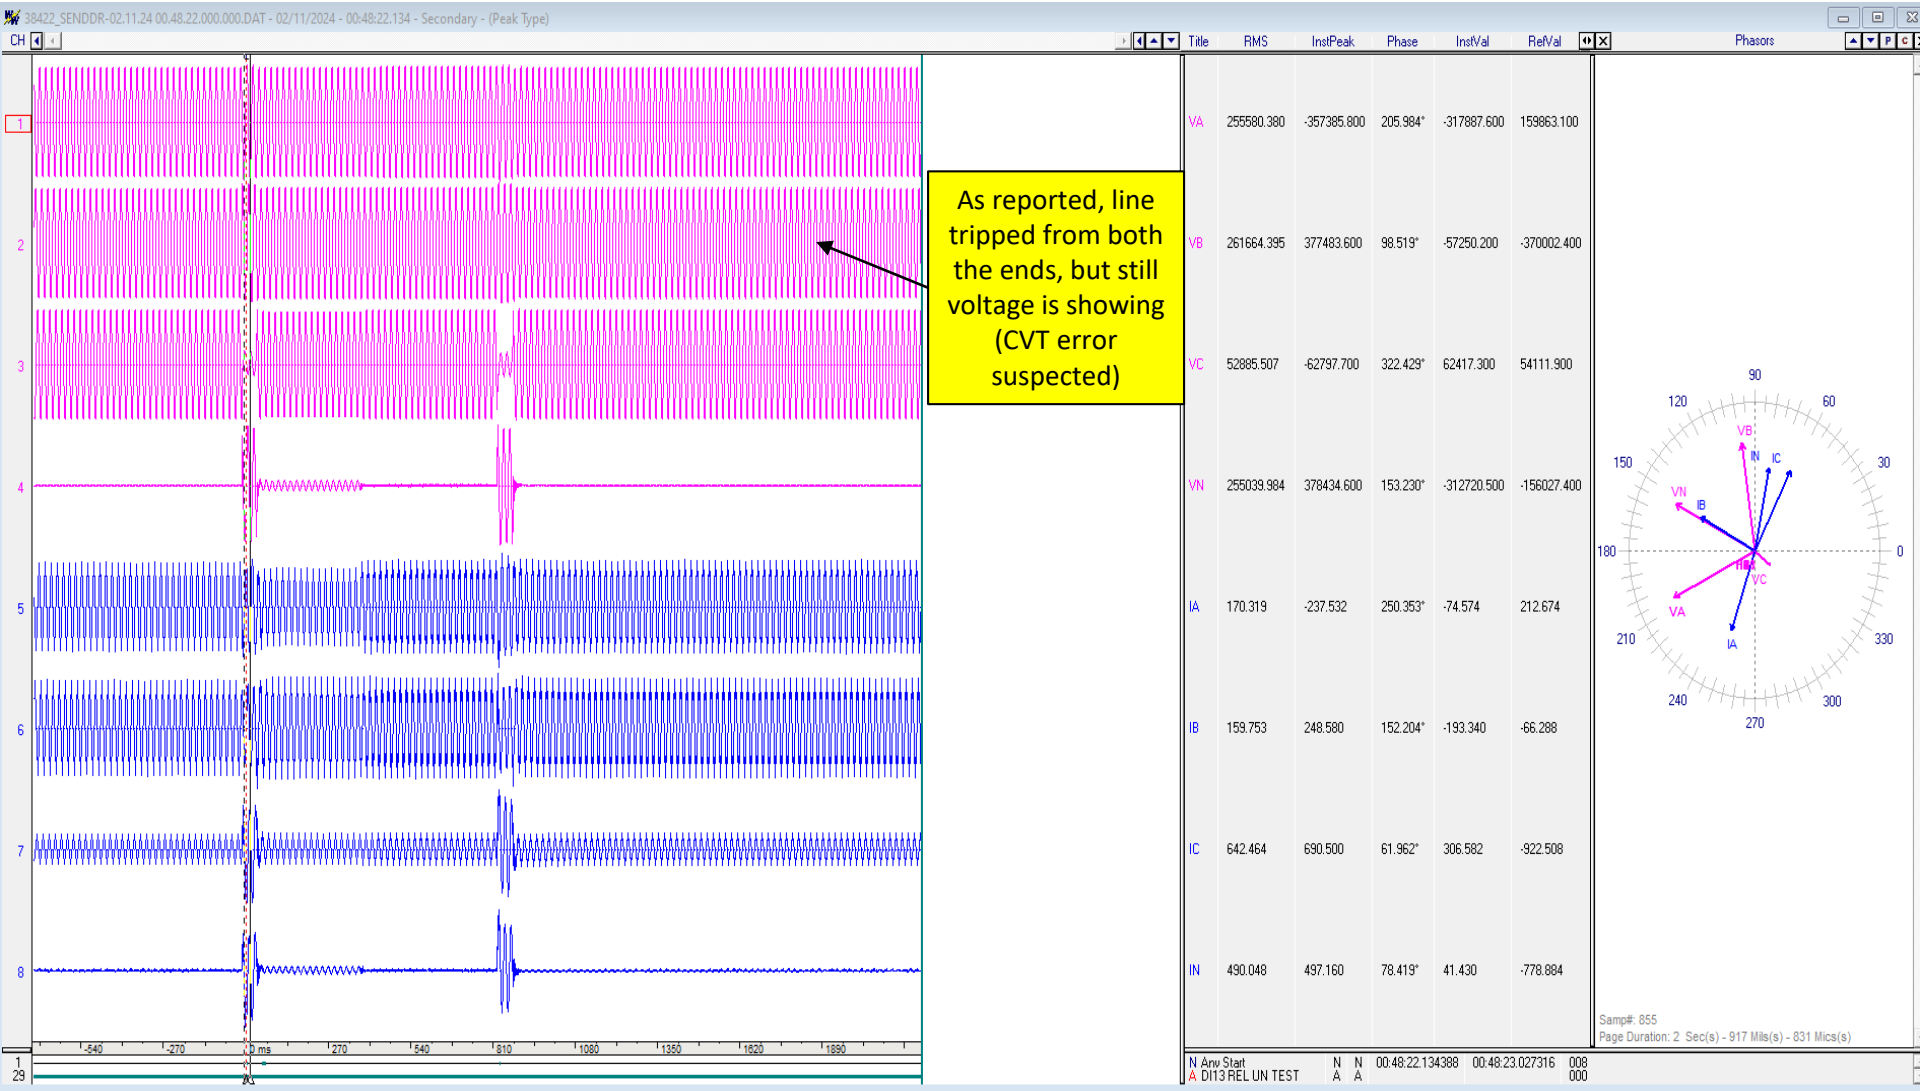 38422_SENDDR-02.11.24 00.48.22.000.000.DAT - 02/11/2024 - 00:48:22.134 - Secondary - (Peak Type)
CH
Title RMS InstPeak Phase InstVal RefVal
Phasors
P C
1
VA 255580.380 -357385.800 205.984° -317887.600 159863.100
As reported, line
tripped from both
the ends, but still
voltage is showing
(CVT error
suspected)
2
VB 261664.395 377483.600 98.519° -57250.200 -370002.400
3
VC 52885.507 -62797.700 322.429° 62417.300 54111.900
4
VN 255039.984 378434.600 153.230° -312720.500 -156027.400
5
IA 170.319 -237.532 250.353° -74.574 212.674
6
IB 159.753 248.580 152.204° -193.340 -66.288
7
IC 642.464 690.500 61.962° 306.582 -922.508
8
IN 490.048 497.160 78.419° 41.430 -778.884
90
120 60
VB
IN IC
150 30
VN
IB
180 0
VC
VA
210 330
IA
240 300
270
Samp#: 855
Page Duration: 2 Sec(s) - 917 Mils(s) - 831 Mics(s)
-540 -270 0 ms 270 540 810 1080 1350 1620 1890
1
29
N Any Start N N 00:48:22.134388 00:48:23.027316 008
A DI13 REL UN TEST A A 000